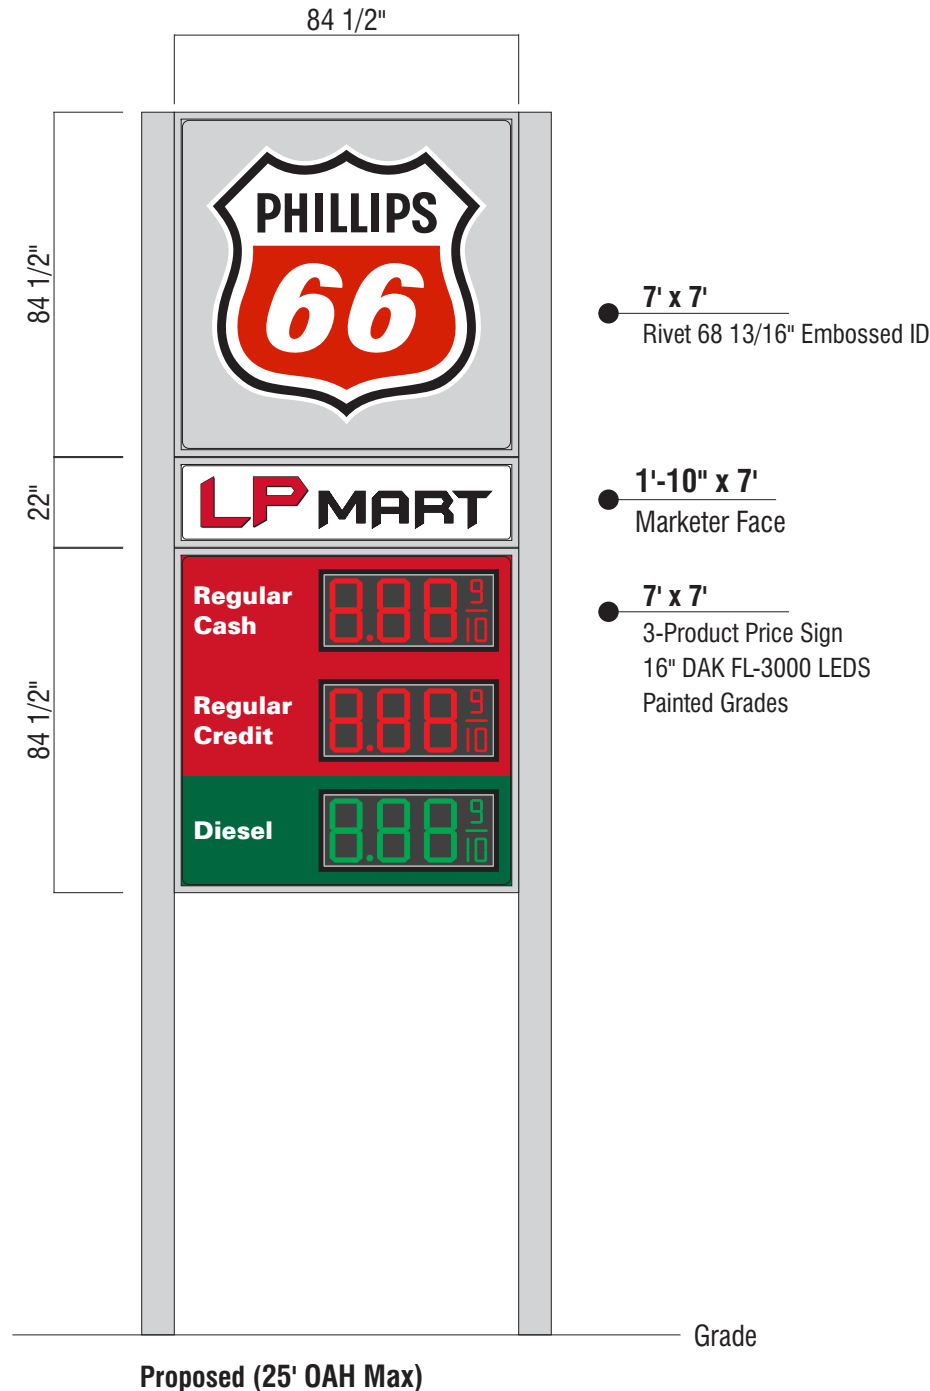 84 1/2"
84 1/2"
PHILLIPS
66
7' x 7'
Rivet 68 13/16" Embossed ID
22"
LP MART
1'-10" x 7'
Marketer Face
84 1/2"
Regular
Cash
8.88 9/10
Regular
Credit
8.88 9/10
Diesel
8.88 9/10
7' x 7'
3-Product Price Sign
16" DAK FL-3000 LEDS
Painted Grades
Grade
Proposed (25' OAH Max)